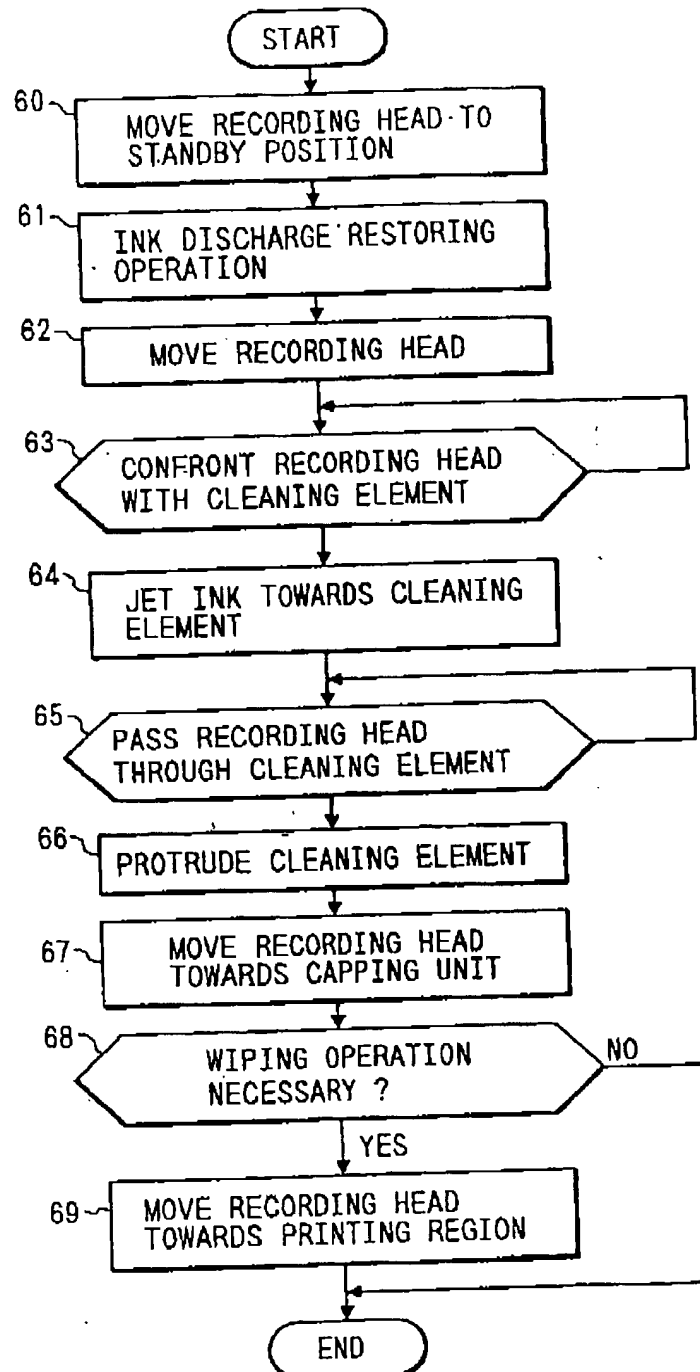 START
60
MOVE RECORDING HEAD TO
STANDBY POSITION
61
INK DISCHARGE RESTORING
OPERATION
62
MOVE RECORDING HEAD
63
CONFRONT RECORDING HEAD
WITH CLEANING ELEMENT
64
JET INK TOWARDS CLEANING
ELEMENT
65
PASS RECORDING HEAD
THROUGH CLEANING ELEMENT
66
PROTRUDE CLEANING ELEMENT
67
MOVE RECORDING HEAD
TOWARDS CAPPING UNIT
68
WIPING OPERATION
NECESSARY ?
NO
YES
69
MOVE RECORDING HEAD
TOWARDS PRINTING REGION
END